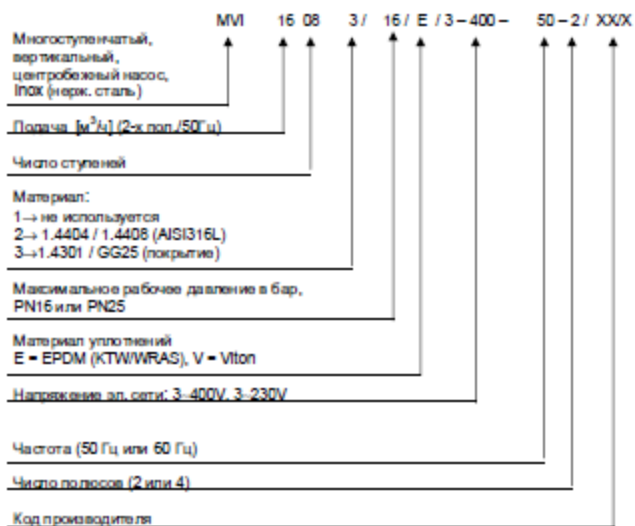 MVI 16 08 3 / 16 / E / 3 – 400 – 50 – 2 / XX/X
Многоступенчатый,
вертикальный,
центробежный насос,
Inox (нерж. сталь)
Подача [м³/ч] (2-х пол./50Гц)
Число ступеней
Материал:
1→ не используется
2→ 1.4404 / 1.4408 (AISI316L)
3→1.4301 / GG25 (покрытие)
Максимальное рабочее давление в бар,
PN16 или PN25
Материал уплотнений
E = EPDM (KTW/WRAS), V = Viton
Напряжение эл. сети: 3~400V, 3~230V
Частота (50 Гц или 60 Гц)
Число полюсов (2 или 4)
Код производителя